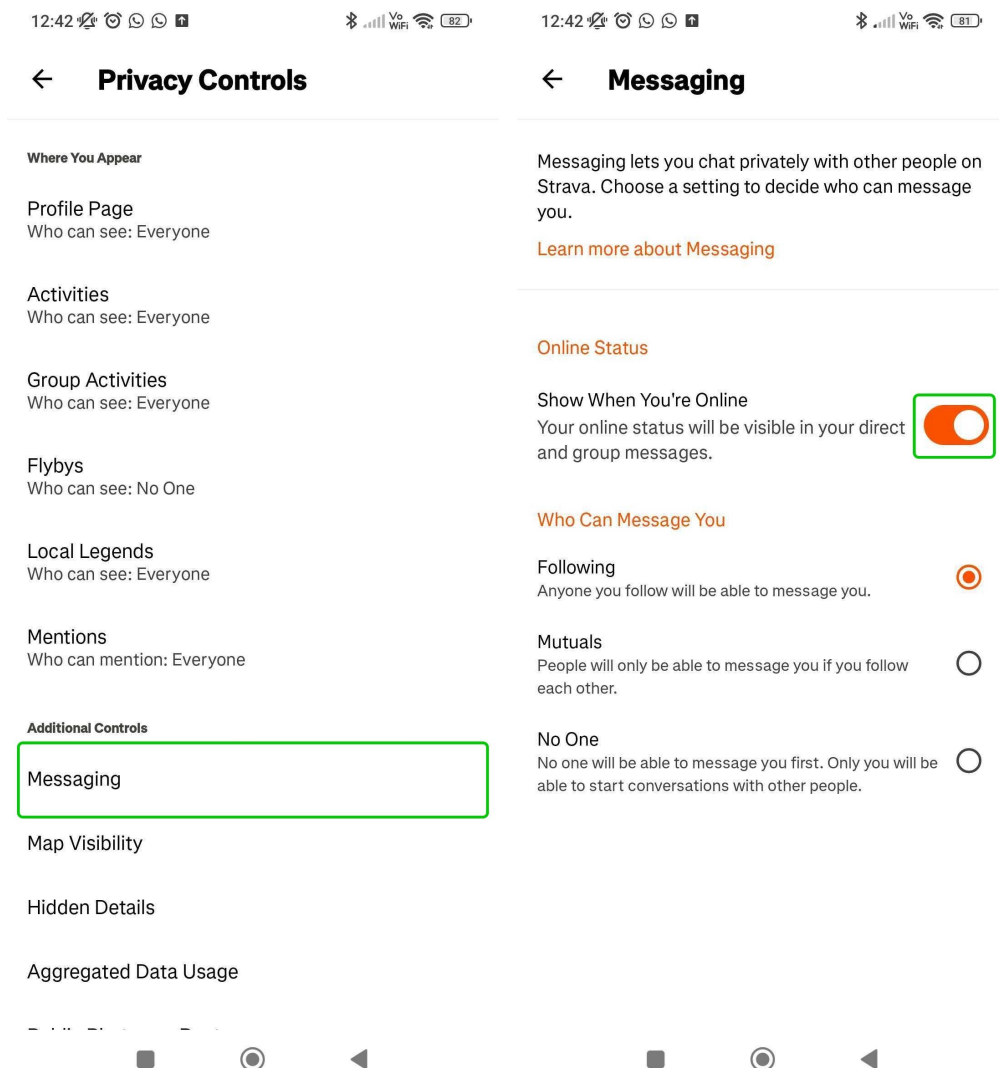 12:42
Vo
WiFi
82
Privacy Controls
Where You Appear
Profile Page
Who can see: Everyone
Activities
Who can see: Everyone
Group Activities
Who can see: Everyone
Flybys
Who can see: No One
Local Legends
Who can see: Everyone
Mentions
Who can mention: Everyone
Additional Controls
Messaging
Map Visibility
Hidden Details
Aggregated Data Usage
12:42
Vo
WiFi
81
Messaging
Messaging lets you chat privately with other people on
Strava. Choose a setting to decide who can message
you.
Learn more about Messaging
Online Status
Show When You're Online
Your online status will be visible in your direct
and group messages.
Who Can Message You
Following
Anyone you follow will be able to message you.
Mutuals
People will only be able to message you if you follow
each other.
No One
No one will be able to message you first. Only you will be
able to start conversations with other people.